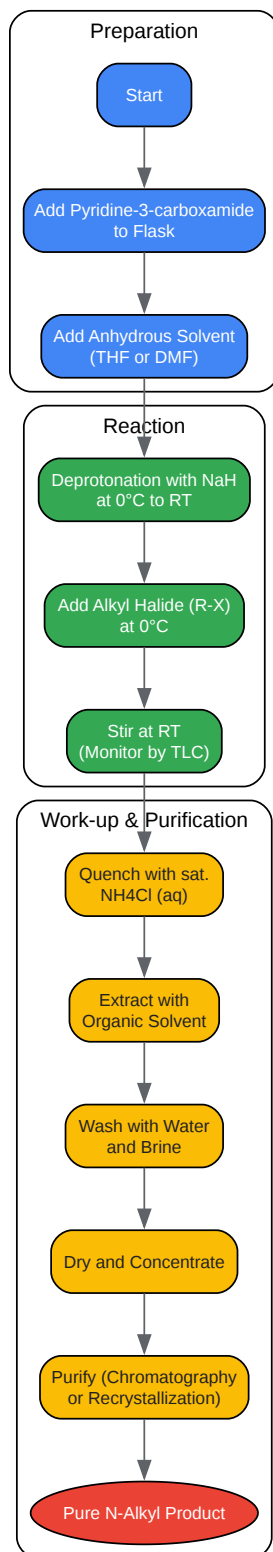 Preparation
Start
Add Pyridine-3-carboxamide
to Flask
Add Anhydrous Solvent
(THF or DMF)
Reaction
Deprotonation with NaH
at 0°C to RT
Add Alkyl Halide (R-X)
at 0°C
Stir at RT
(Monitor by TLC)
Work-up & Purification
Quench with sat.
NH4Cl (aq)
Extract with
Organic Solvent
Wash with Water
and Brine
Dry and Concentrate
Purify (Chromatography
or Recrystallization)
Pure N-Alkyl Product